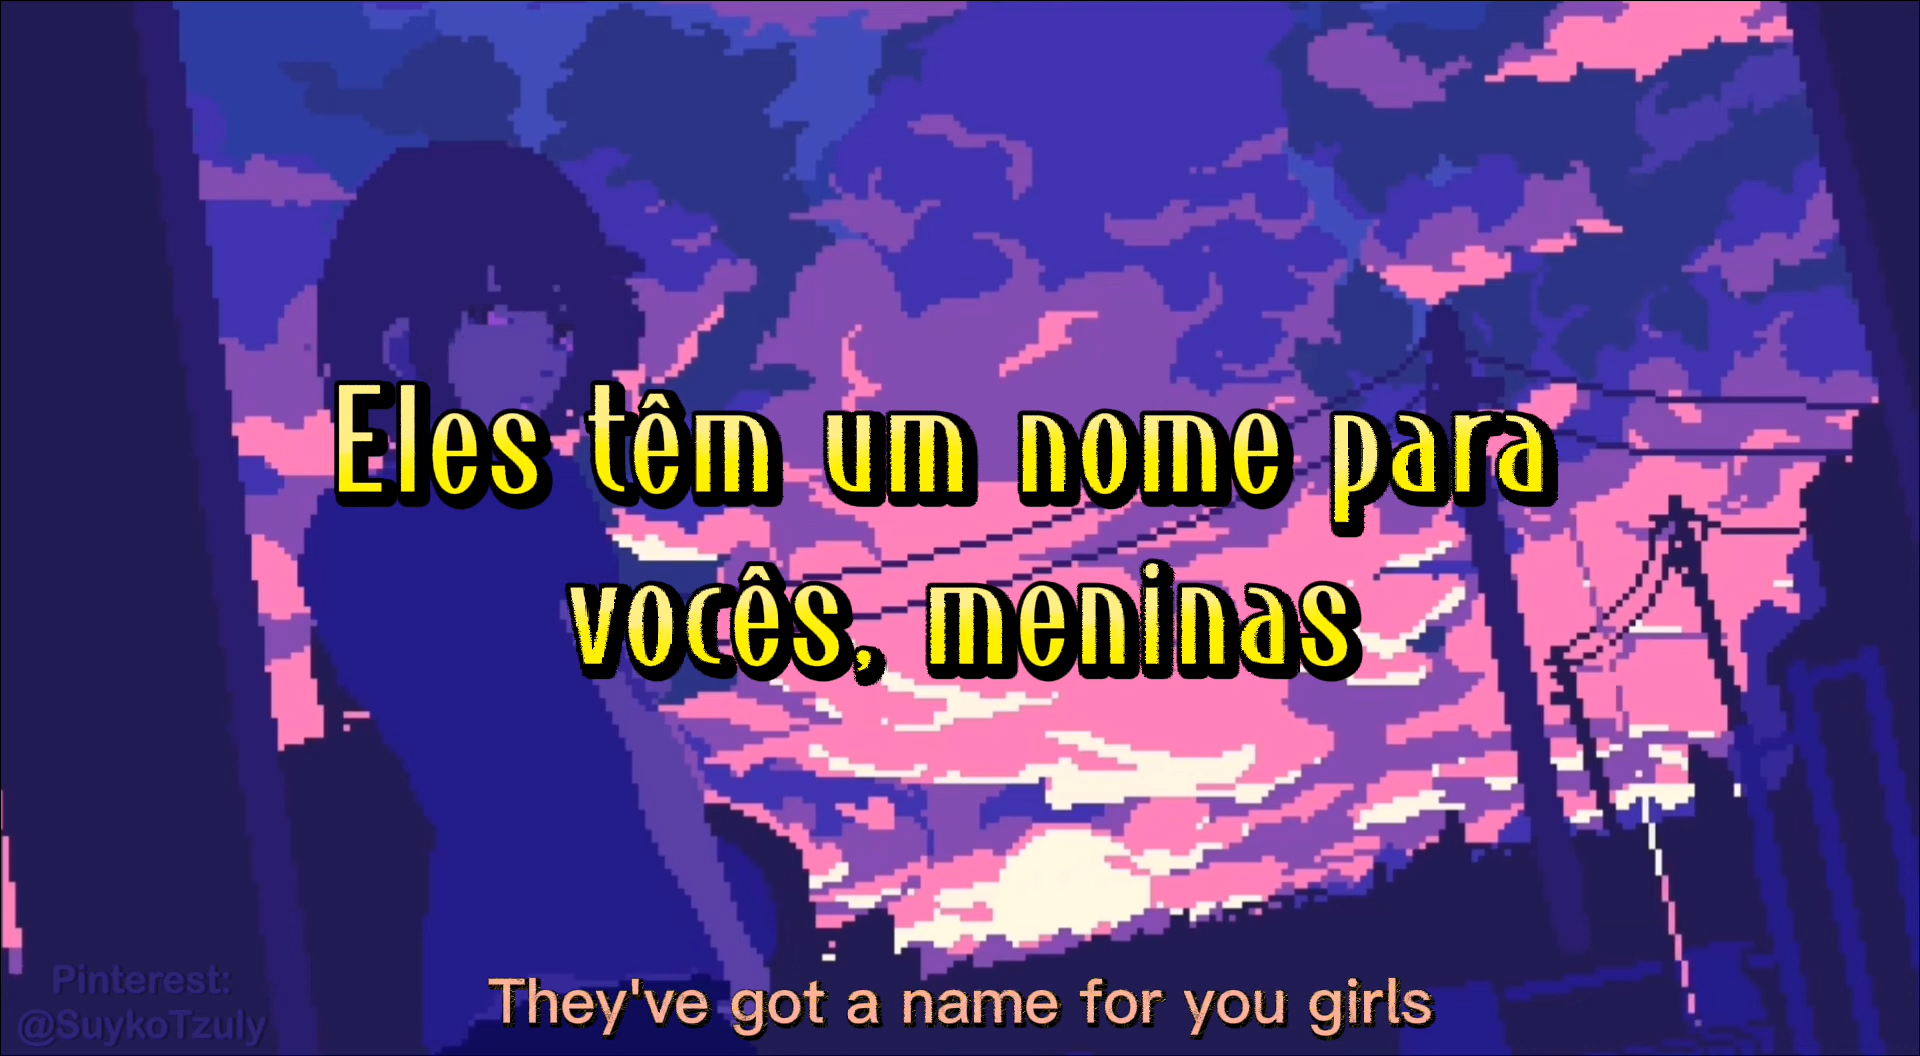 Eles têm um nome para
vocês, meninas
They've got a name for you girls
Pinterest:
@SuykoTzuly